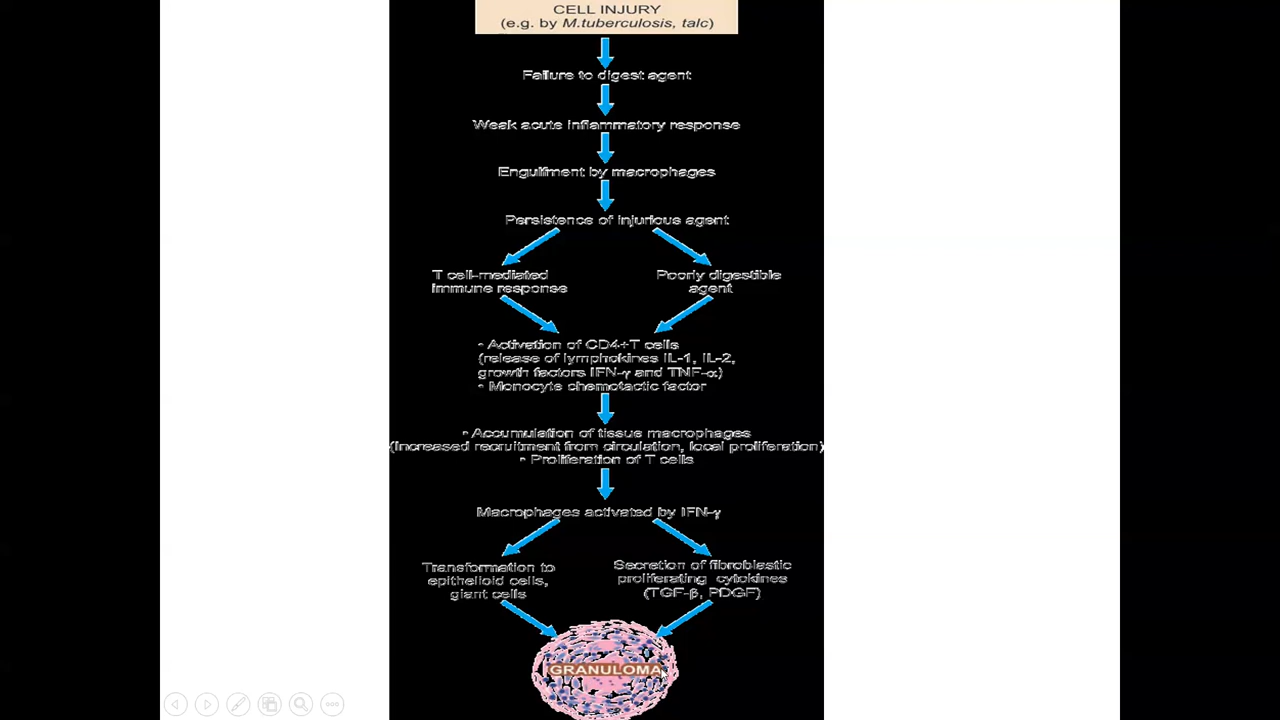 CELL INJURY
(e.g. by M.tuberculosis, talc)
Failure to digest agent
Weak acute inflammatory response
Engulfment by macrophages
Persistence of injurious agent
T cell-mediated
immune response
Poorly digestible
agent
• Activation of CD4+T cells
(release of lymphokines IL-1, IL-2,
growth factors IFN-γ and TNF-α)
• Monocyte chemotactic factor
• Accumulation of tissue macrophages
(increased recruitment from circulation, local proliferation)
• Proliferation of T cells
Macrophages activated by IFN-γ
Transformation to
epithelioid cells,
giant cells
Secretion of fibroblastic
proliferating cytokines
(TGF-β, PDGF)
GRANULOMA